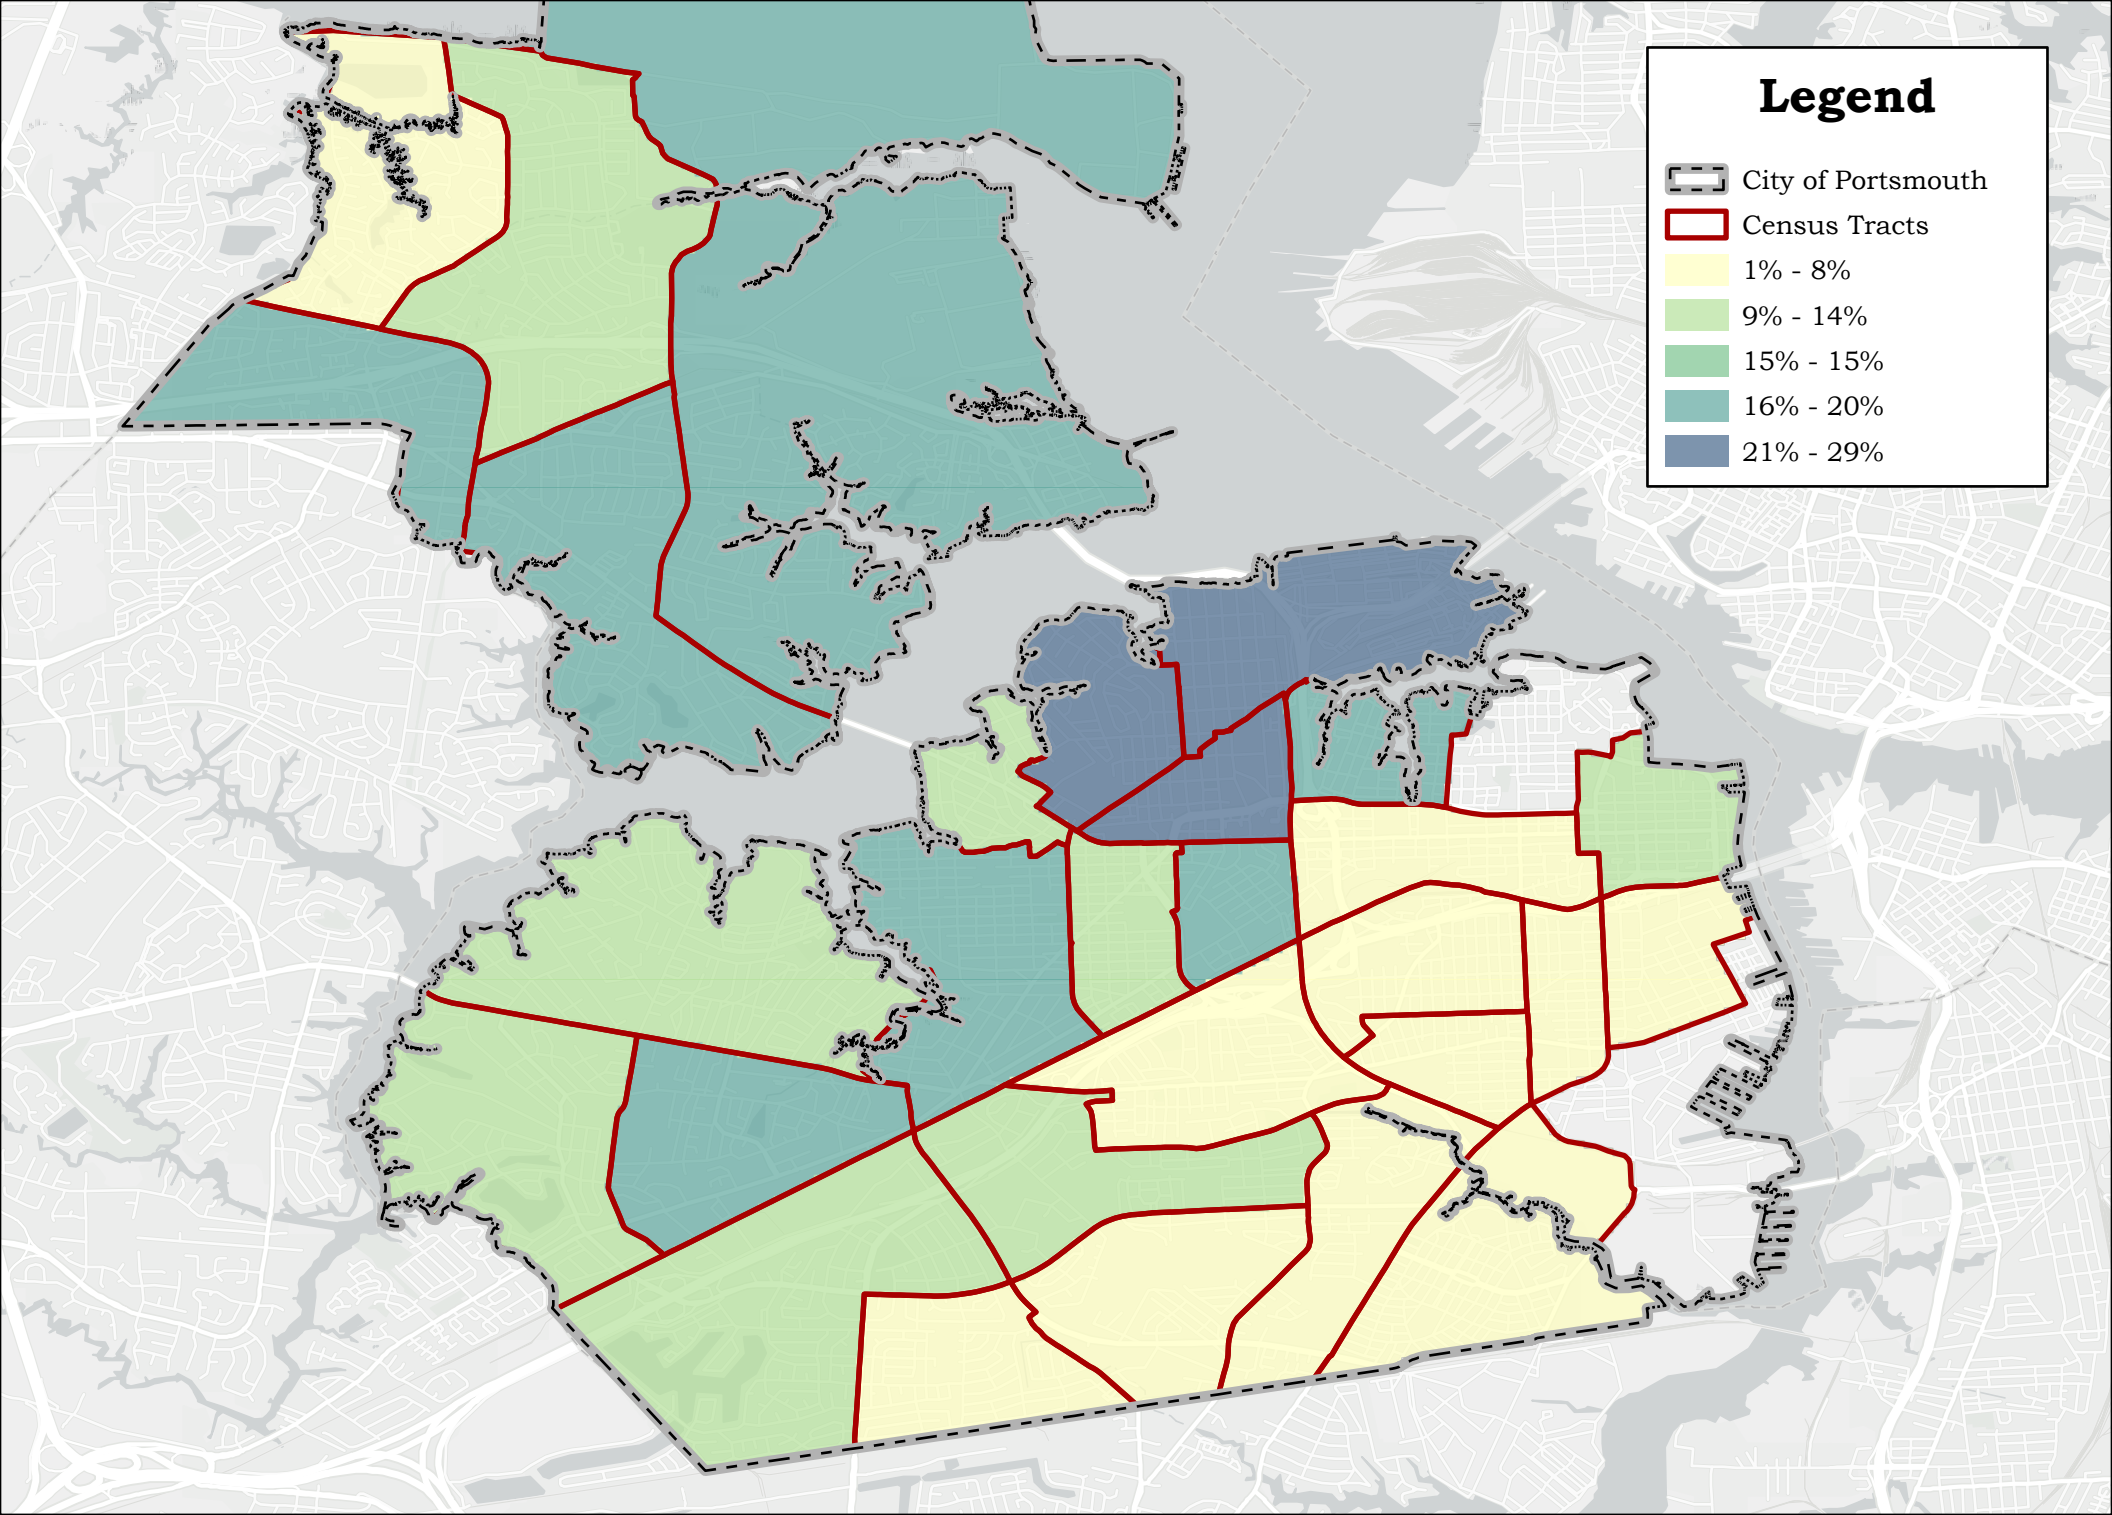 Legend
City of Portsmouth
Census Tracts
1% - 8%
9% - 14%
15% - 15%
16% - 20%
21% - 29%